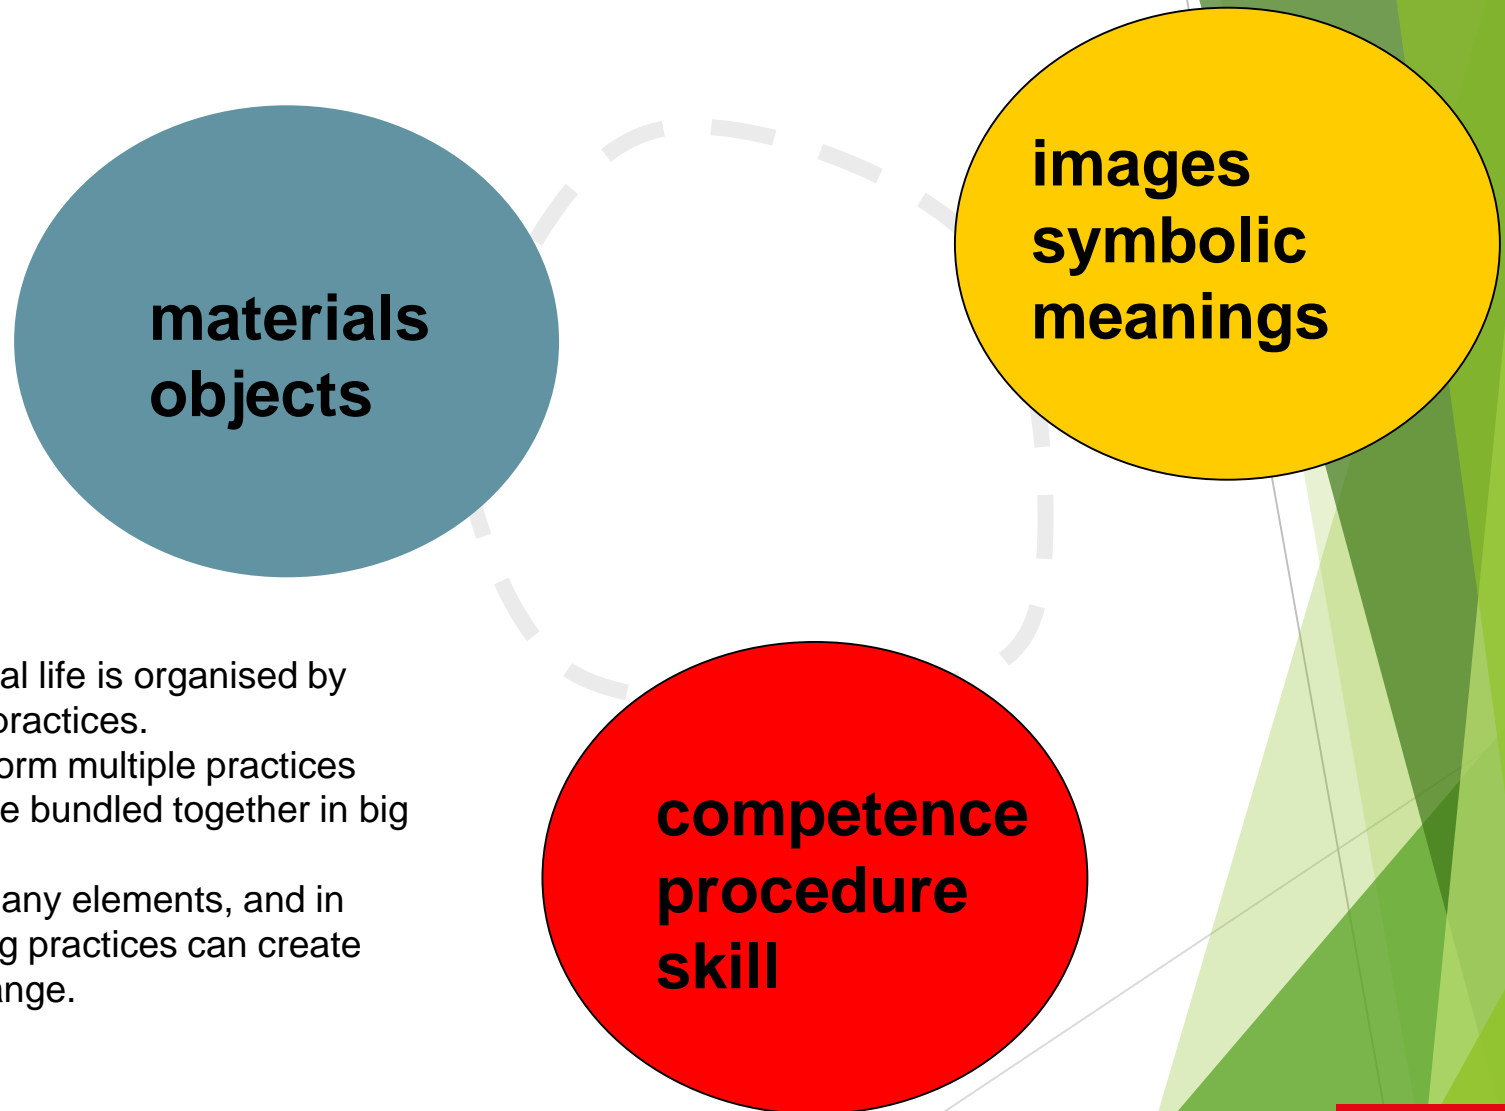 materials
objects
images
symbolic
meanings
al life is organised by
practices.
orm multiple practices
e bundled together in big
any elements, and in
g practices can create
ange.
competence
procedure
skill